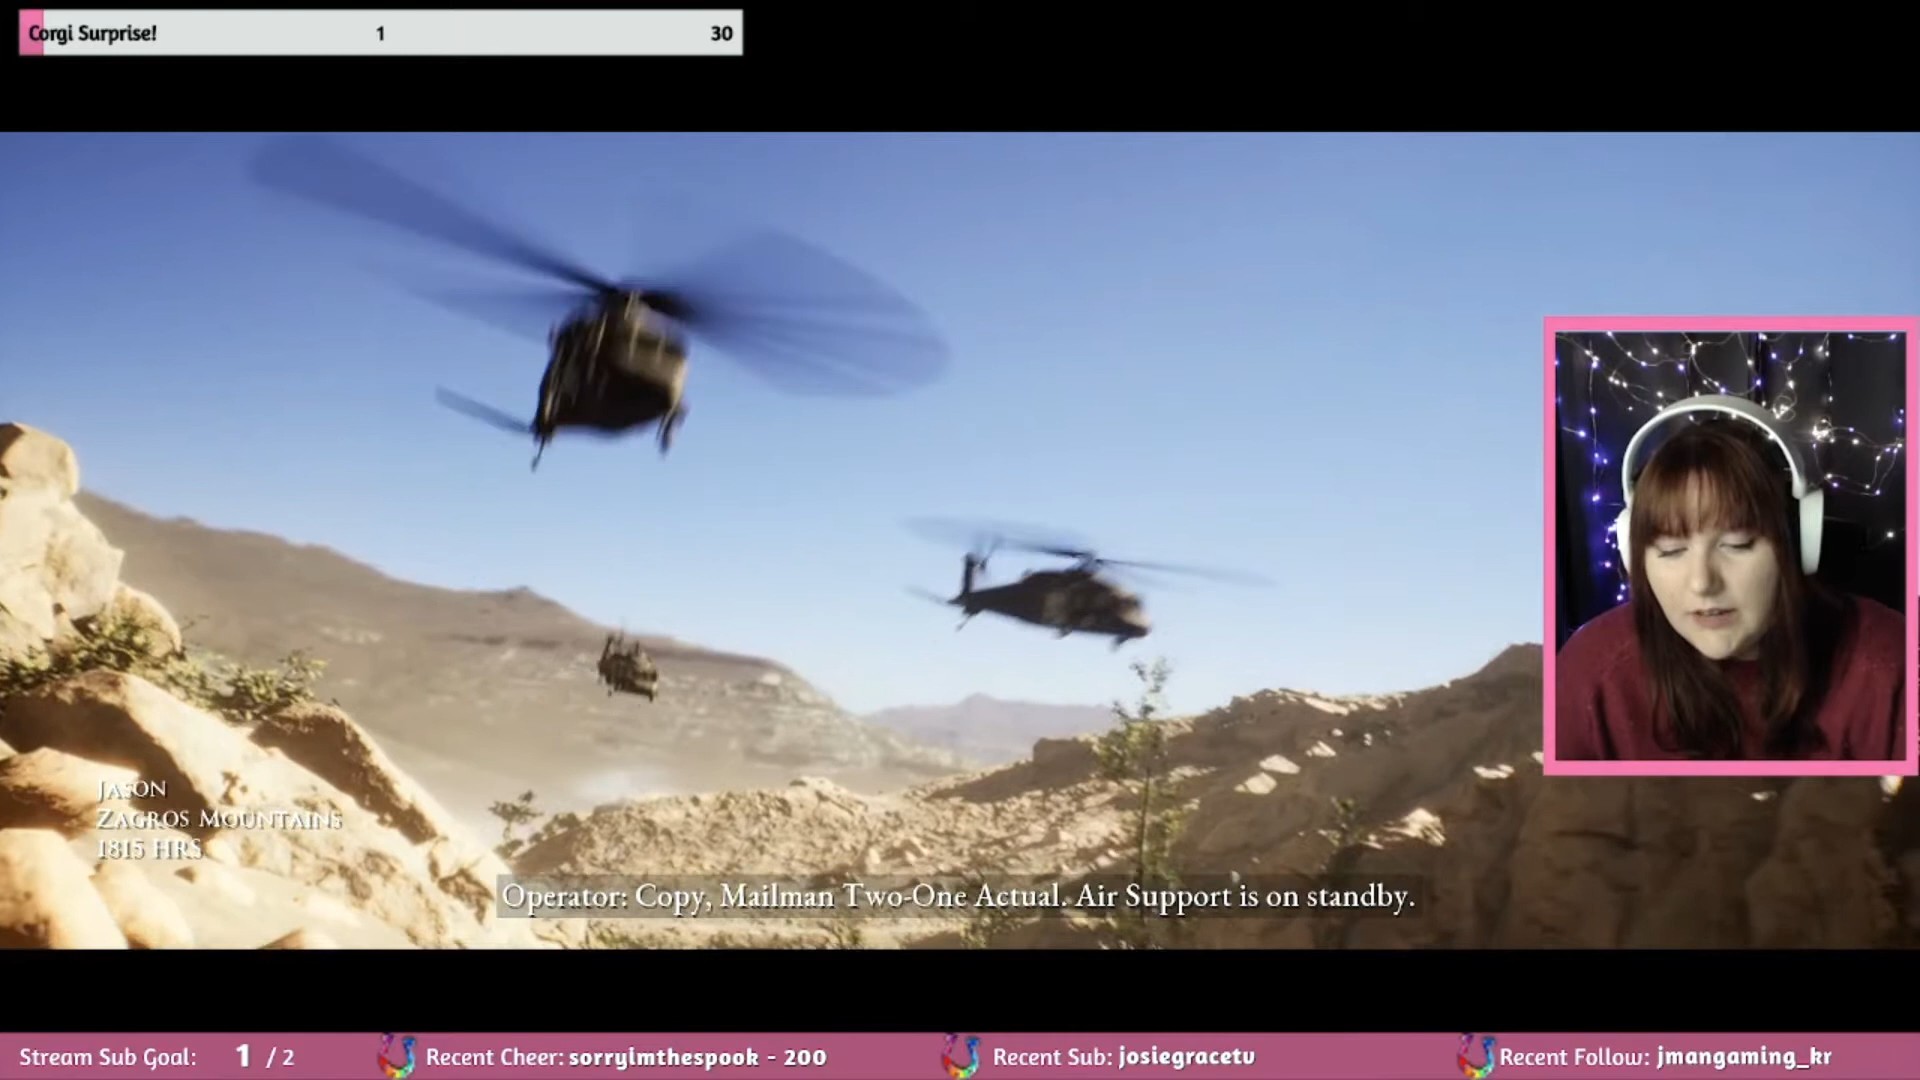 Corgi Surprise! 1 30
JASON
ZAGROS MOUNTAINS
1815 HRS
Operator: Copy, Mailman Two-One Actual. Air Support is on standby.
Stream Sub Goal: 1 / 2 Recent Cheer: sorryimthespook - 200 Recent Sub: josiegracetv Recent Follow: jmangaming_kr